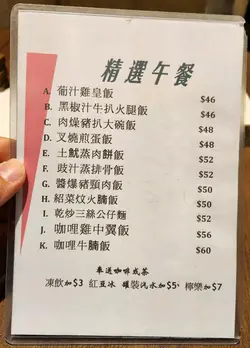 精選午餐
A. 葡汁雞皇飯 $46
B. 黑椒汁牛扒火腿飯 $46
C. 肉燥豬扒大碗飯 $48
D. 叉燒煎蛋飯 $48
E. 土魷蒸肉餅飯 $52
F. 豉汁蒸排骨飯 $52
G. 醬爆豬頸肉飯 $50
H. 紹菜炆火腩飯 $50
I. 乾炒三絲公仔麵 $52
J. 咖哩雞中翼飯 $56
K. 咖哩牛腩飯 $60
奉送咖啡或茶
凍飲加$3 紅豆冰 罐裝汽水加$5, 檸樂加$7